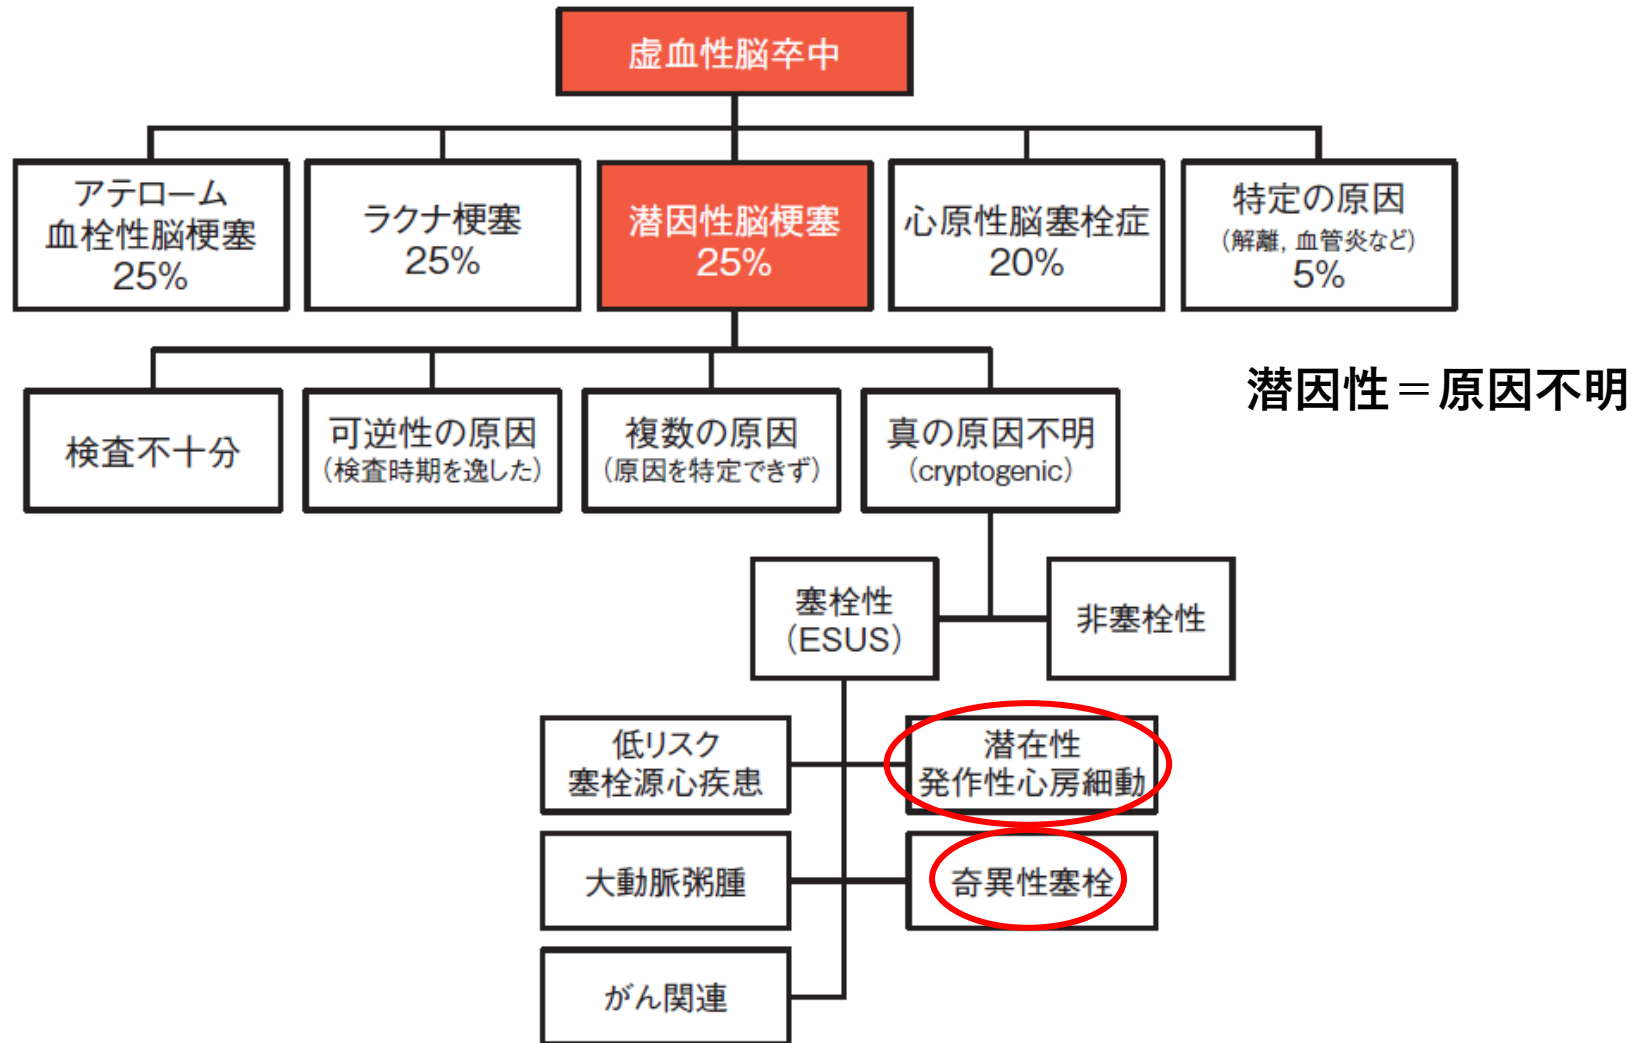 虚血性脳卒中
アテローム
血栓性脳梗塞
25%
ラクナ梗塞
25%
潜因性脳梗塞
25%
心原性脳塞栓症
20%
特定の原因
(解離, 血管炎など)
5%
潜因性＝原因不明
検査不十分
可逆性の原因
(検査時期を逸した)
複数の原因
(原因を特定できず)
真の原因不明
(cryptogenic)
塞栓性
(ESUS)
非塞栓性
低リスク
塞栓源心疾患
潜在性
発作性心房細動
大動脈粥腫
奇異性塞栓
がん関連